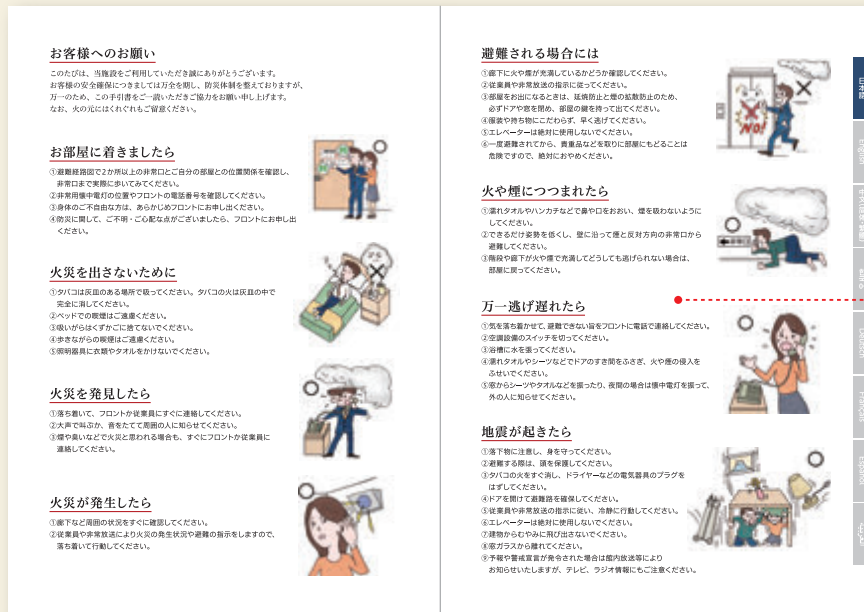 お客様へのお願い
このたびは、当施設をご利用していただき誠にありがとうございます。
お客様の安全確保につきましては万全を期し、防災体制を整えておりますが、
万一のため、この手引書をご一読いただきご協力をお願い申し上げます。
なお、火の元にはくれぐれもご留意ください。
お部屋に着きましたら
①避難経路図で2か所以上の非常口とご自分の部屋との位置関係を確認し、
非常口まで実際に歩いてみてください。
②非常用懐中電灯の位置やフロントの電話番号を確認してください。
③身体のご不自由な方は、あらかじめフロントにお申し出ください。
④防災に関して、ご不明・ご心配な点がございましたら、フロントにお申し出
ください。
火災を出さないために
①タバコは灰皿のある場所で吸ってください。タバコの火は灰皿の中で
完全に消してください。
②ベッドでの喫煙はご遠慮ください。
③吸いがらはくずかごに捨てないでください。
④歩きながらの喫煙はご遠慮ください。
⑤照明器具に衣類やタオルをかけないでください。
火災を発見したら
①落ち着いて、フロントか従業員にすぐに連絡してください。
②大声で叫ぶか、音をたてて周囲の人に知らせてください。
③煙や臭いなどで火災と思われる場合も、すぐにフロントか従業員に
連絡してください。
火災が発生したら
①廊下など周囲の状況をすぐに確認してください。
②従業員や非常放送により火災の発生状況や避難の指示をしますので、
落ち着いて行動してください。
避難される場合には
①廊下に火や煙が充満しているかどうか確認してください。
②従業員や非常放送の指示に従ってください。
③部屋をお出になるときは、延焼防止と煙の拡散防止のため、
必ずドアや窓を閉め、部屋の鍵を持って出てください。
④服装や持ち物にこだわらず、早く逃げてください。
⑤エレベーターは絶対に使用しないでください。
⑥一度避難されてから、貴重品などを取りに部屋にもどることは
危険ですので、絶対におやめください。
NO!
火や煙につつまれたら
①濡れタオルやハンカチなどで鼻や口をおおい、煙を吸わないように
してください。
②できるだけ姿勢を低くし、壁に沿って煙と反対方向の非常口から
避難してください。
③階段や廊下が火や煙で充満してどうしても逃げられない場合は、
部屋に戻ってください。
万一逃げ遅れたら
①気を落ち着かせて、避難できない旨をフロントに電話で連絡してください。
②空調設備のスイッチを切ってください。
③浴槽に水を張ってください。
④濡れタオルやシーツなどでドアのすき間をふさぎ、火や煙の侵入を
ふせいでください。
⑤窓からシーツやタオルなどを振ったり、夜間の場合は懐中電灯を振って、
外の人に知らせてください。
地震が起きたら
①落下物に注意し、身を守ってください。
②避難する際は、頭を保護してください。
③タバコの火をすぐ消し、ドライヤーなどの電気器具のプラグを
はずしてください。
④ドアを開けて避難路を確保してください。
⑤従業員や非常放送の指示に従い、冷静に行動してください。
⑥エレベーターは絶対に使用しないでください。
⑦建物からむやみに飛び出さないでください。
⑧窓ガラスから離れてください。
⑨予報や警戒宣言が発令された場合は館内放送等により
お知らせいたしますが、テレビ、ラジオ情報にもご注意ください。
日本語